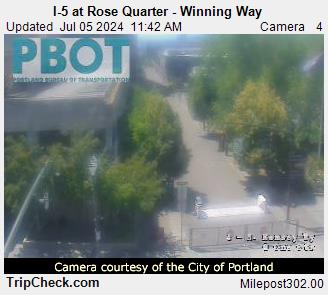 I-5 at Rose Quarter - Winning Way
Updated  Jul 05 2024  11:42 AM  Camera  4
PBOT
PORTLAND BUREAU OF TRANSPORTATION
Camera courtesy of the City of Portland
TripCheck.com  Milepost302.00